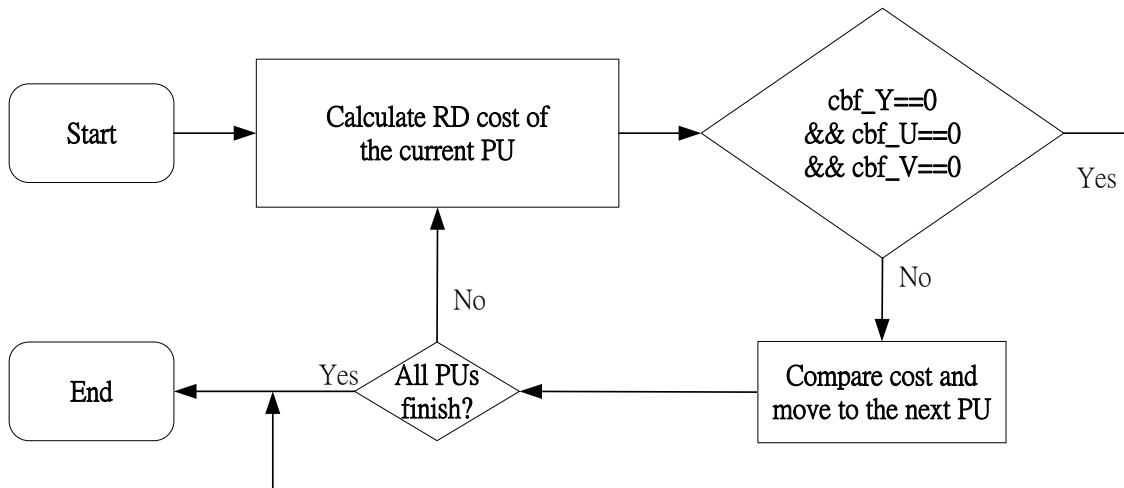 Start
Calculate RD cost of
the current PU
cbf_Y==0
&& cbf_U==0
&& cbf_V==0
Yes
No
No
End
Yes
All PUs
finish?
Compare cost and
move to the next PU